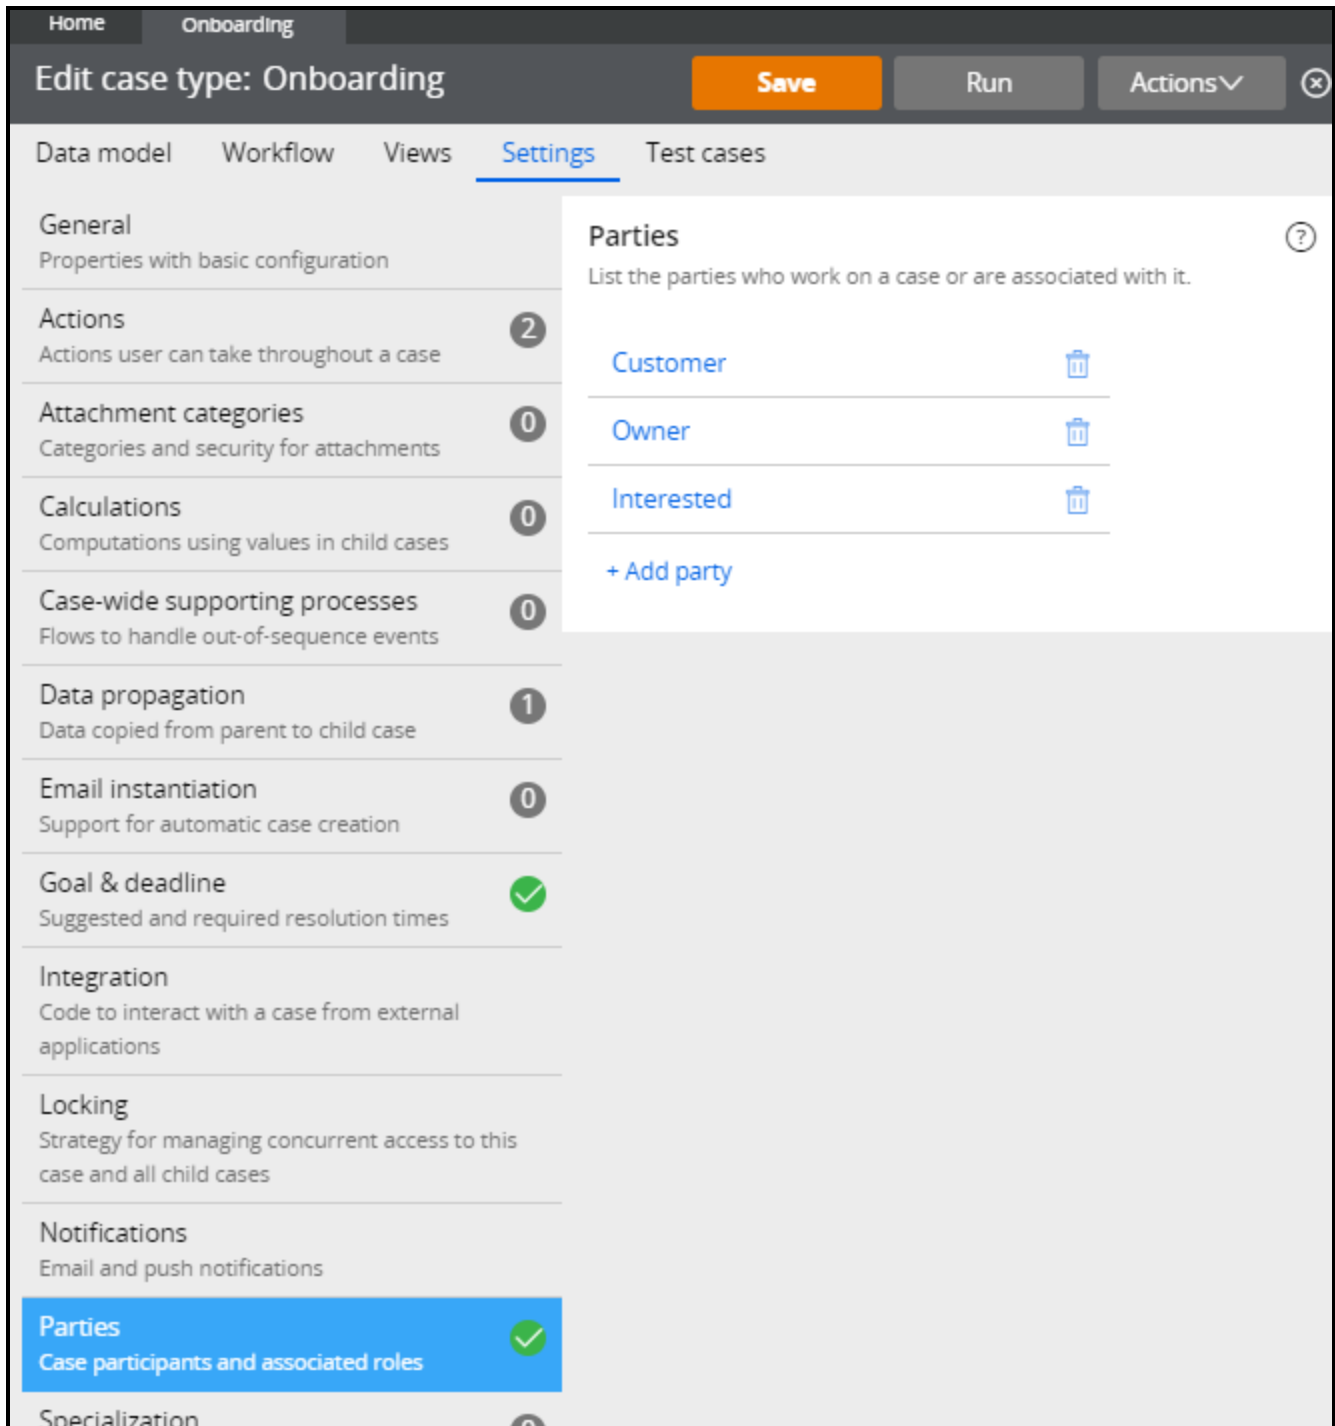 Home
Onboarding
Edit case type: Onboarding
Save
Run
Actions
Data model
Workflow
Views
Settings
Test cases
General
Properties with basic configuration
Actions
2
Actions user can take throughout a case
Attachment categories
0
Categories and security for attachments
Calculations
0
Computations using values in child cases
Case-wide supporting processes
0
Flows to handle out-of-sequence events
Data propagation
1
Data copied from parent to child case
Email instantiation
0
Support for automatic case creation
Goal & deadline
Suggested and required resolution times
Integration
Code to interact with a case from external
applications
Locking
Strategy for managing concurrent access to this
case and all child cases
Notifications
Email and push notifications
Parties
Case participants and associated roles
Specialization
Parties
?
List the parties who work on a case or are associated with it.
Customer
Owner
Interested
+ Add party